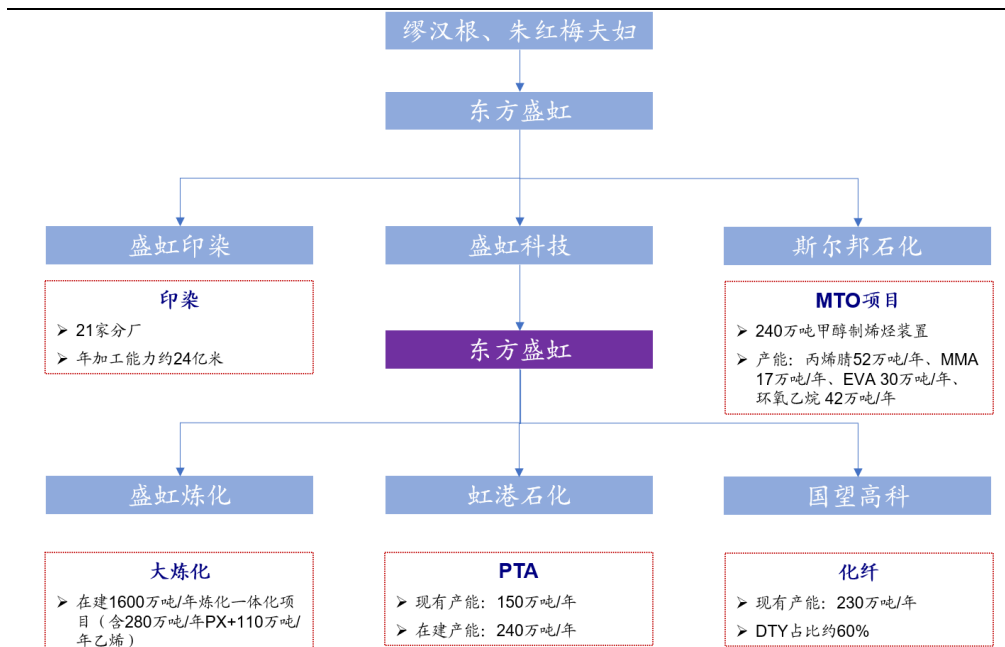 缪汉根、朱红梅夫妇
东方盛虹
盛虹印染
盛虹科技
斯尔邦石化
印染
➢ 21家分厂
➢ 年加工能力约24亿米
东方盛虹
MTO项目
➢ 240万吨甲醇制烯烃装置
➢ 产能：丙烯腈52万吨/年、MMA
17万吨/年、EVA 30万吨/年、
环氧乙烷 42万吨/年
盛虹炼化
虹港石化
国望高科
大炼化
➢ 在建1600万吨/年炼化一体化项
目（含280万吨/年PX+110万吨/
年乙烯）
PTA
➢ 现有产能：150万吨/年
➢ 在建产能：240万吨/年
化纤
➢ 现有产能：230万吨/年
➢ DTY占比约60%